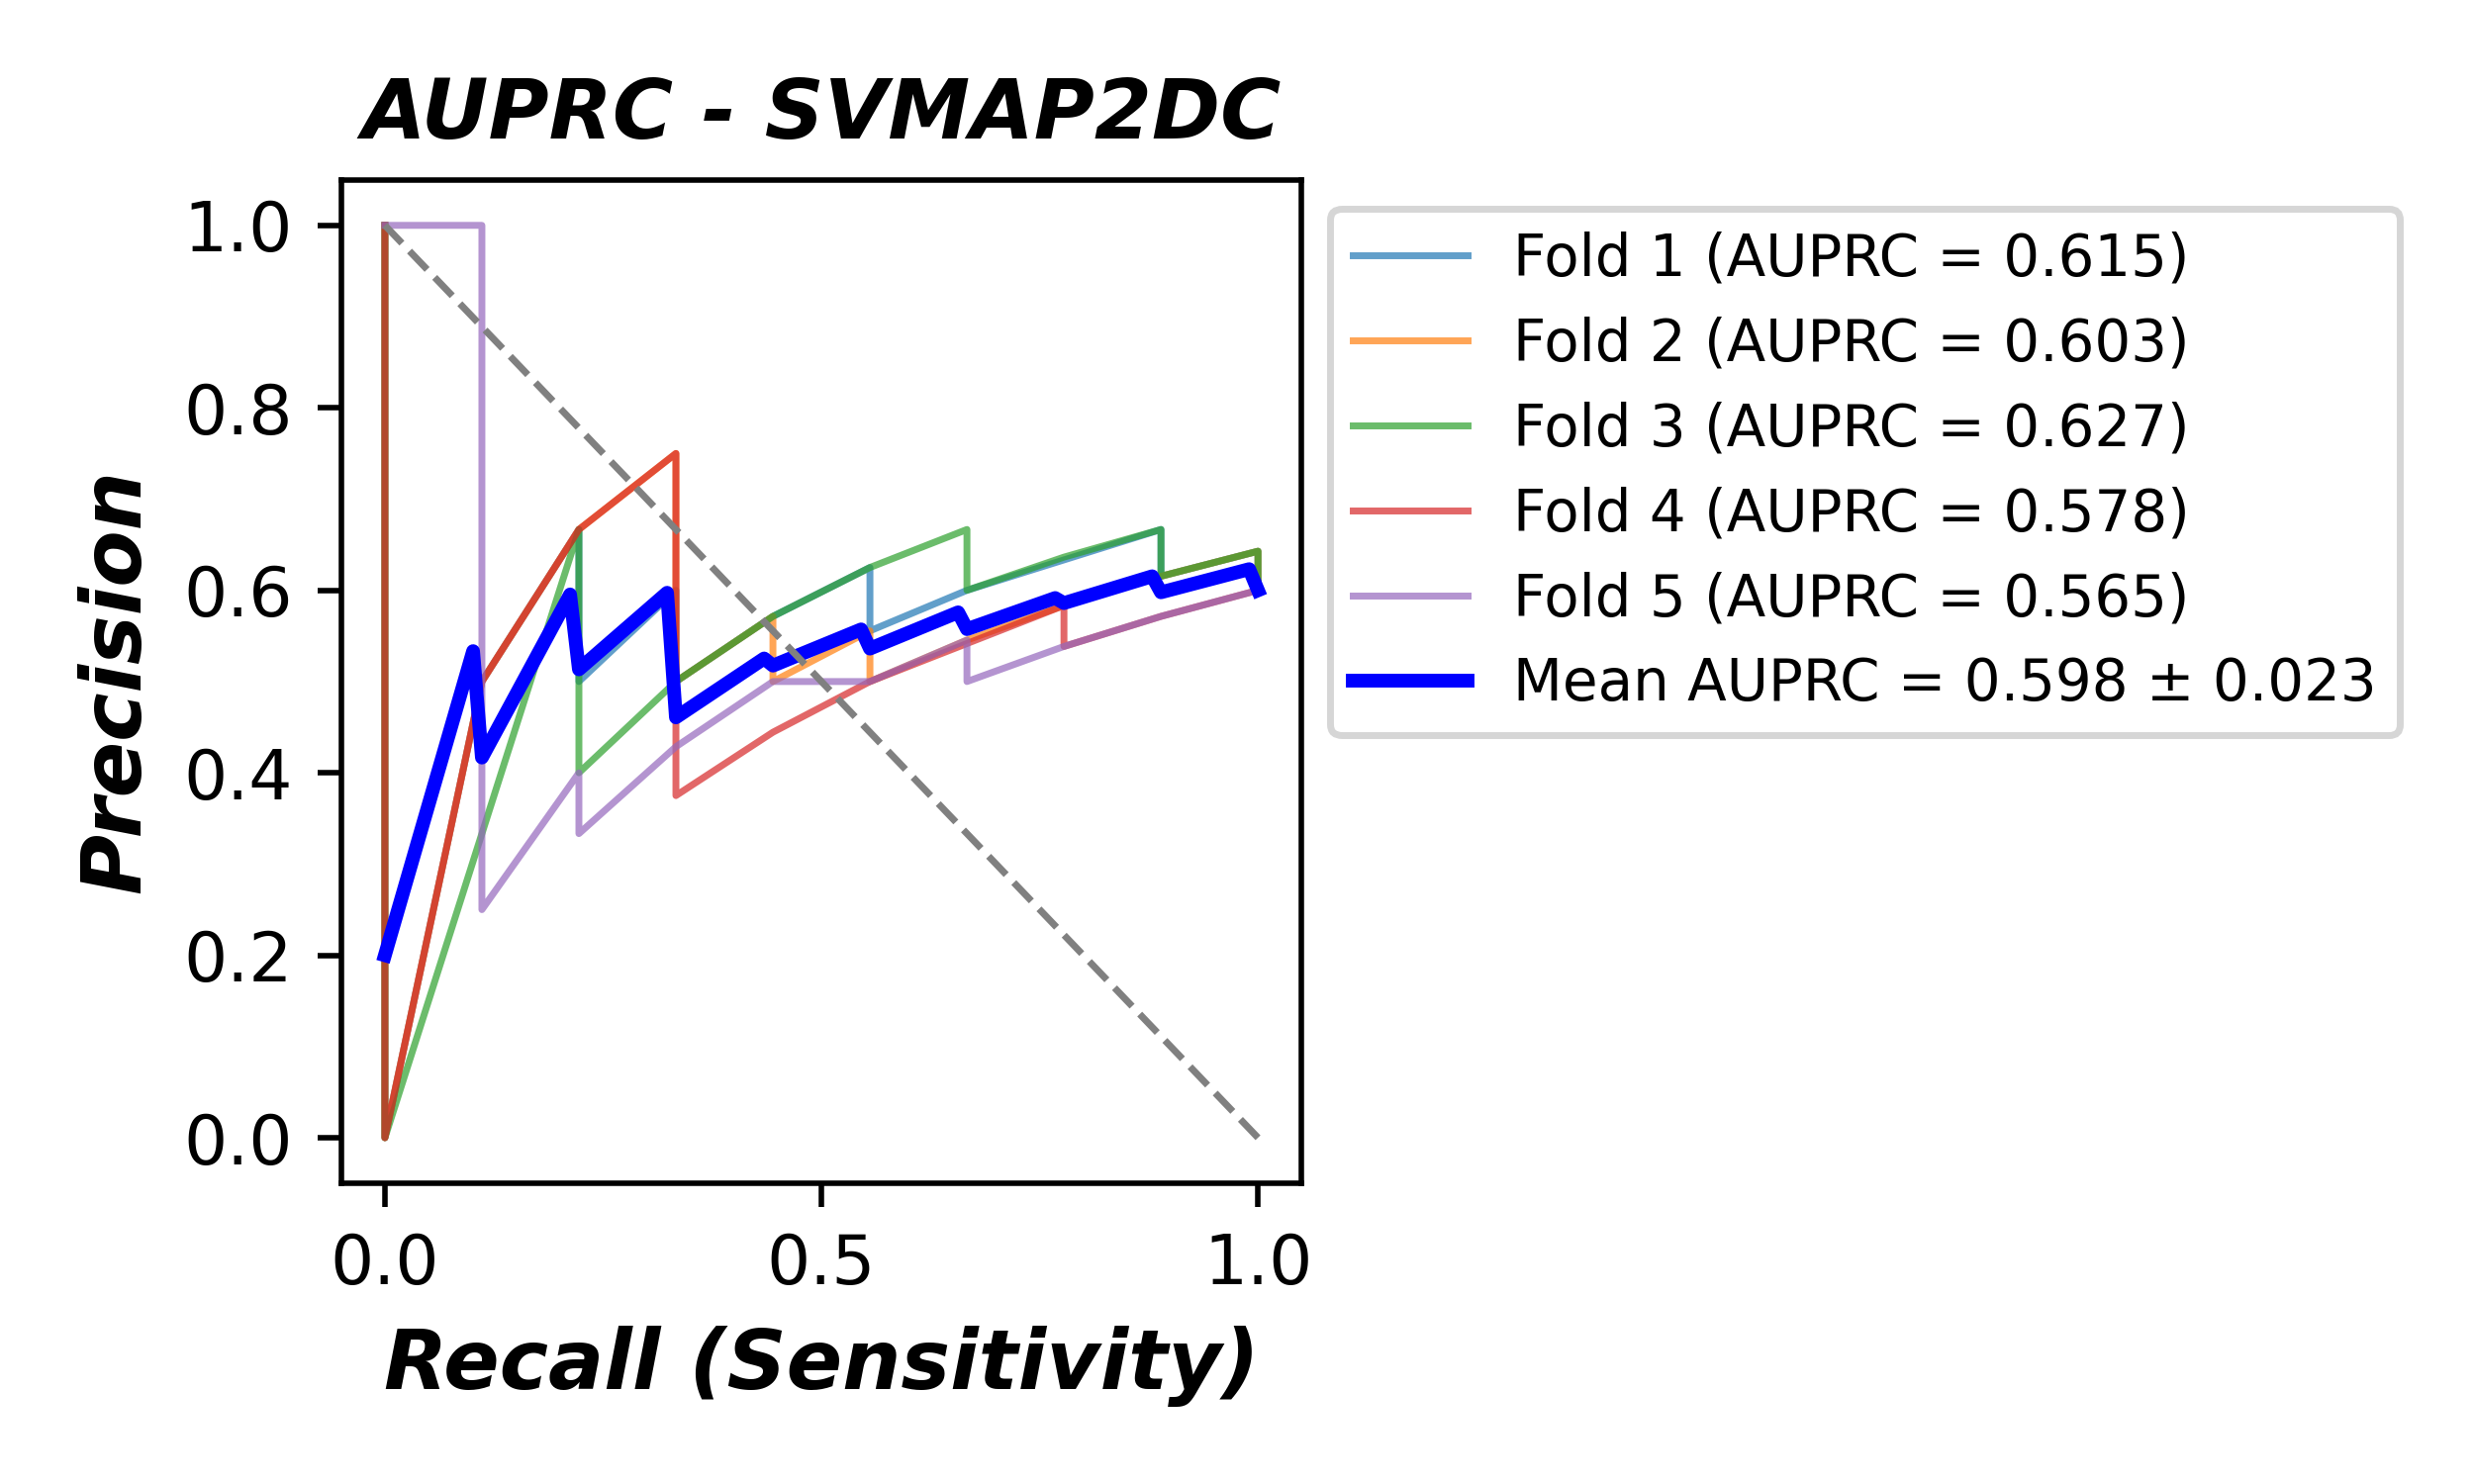 AUPRC - SVMAP2DC
Precision
1.0
0.8
0.6
0.4
0.2
0.0
0.0
0.5
1.0
Recall (Sensitivity)
Fold 1 (AUPRC = 0.615)
Fold 2 (AUPRC = 0.603)
Fold 3 (AUPRC = 0.627)
Fold 4 (AUPRC = 0.578)
Fold 5 (AUPRC = 0.565)
Mean AUPRC = 0.598 ± 0.023